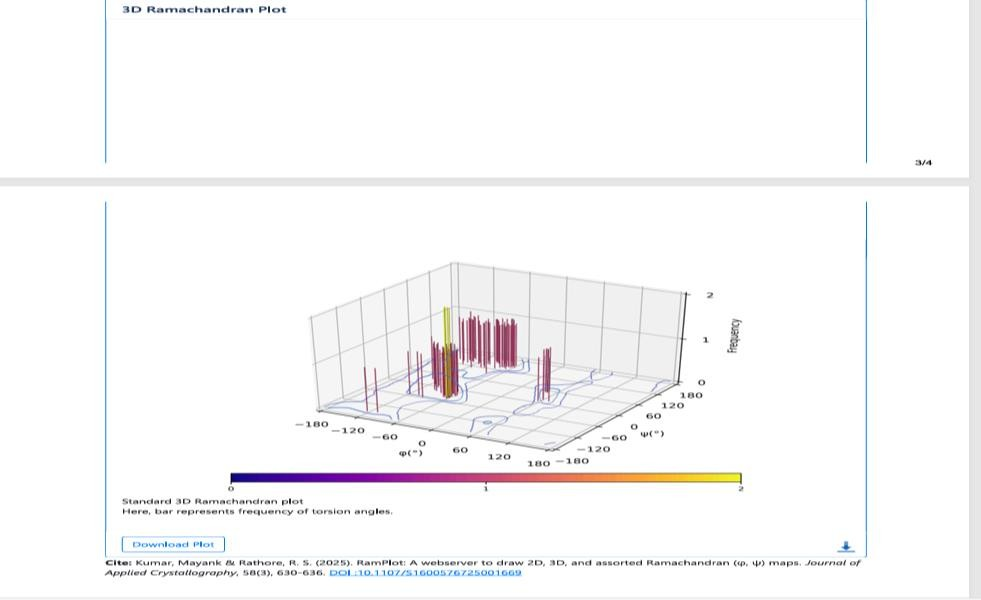 3D Ramachandran Plot
3/4
2
1
0
Frequency
180
120
60
0
−60
−120
−180
ψ(°)
−180
−120
−60
0
60
120
180
φ(°)
0
1
2
Standard 3D Ramachandran plot
Here, bar represents frequency of torsion angles.
Download Plot
Cite: Kumar, Mayank & Rathore, R. S. (2025). RamPlot: A webserver to draw 2D, 3D, and assorted Ramachandran (φ, ψ) maps. Journal of
Applied Crystallography, 58(3), 630-636. DOI :10.1107/S1600576725001669